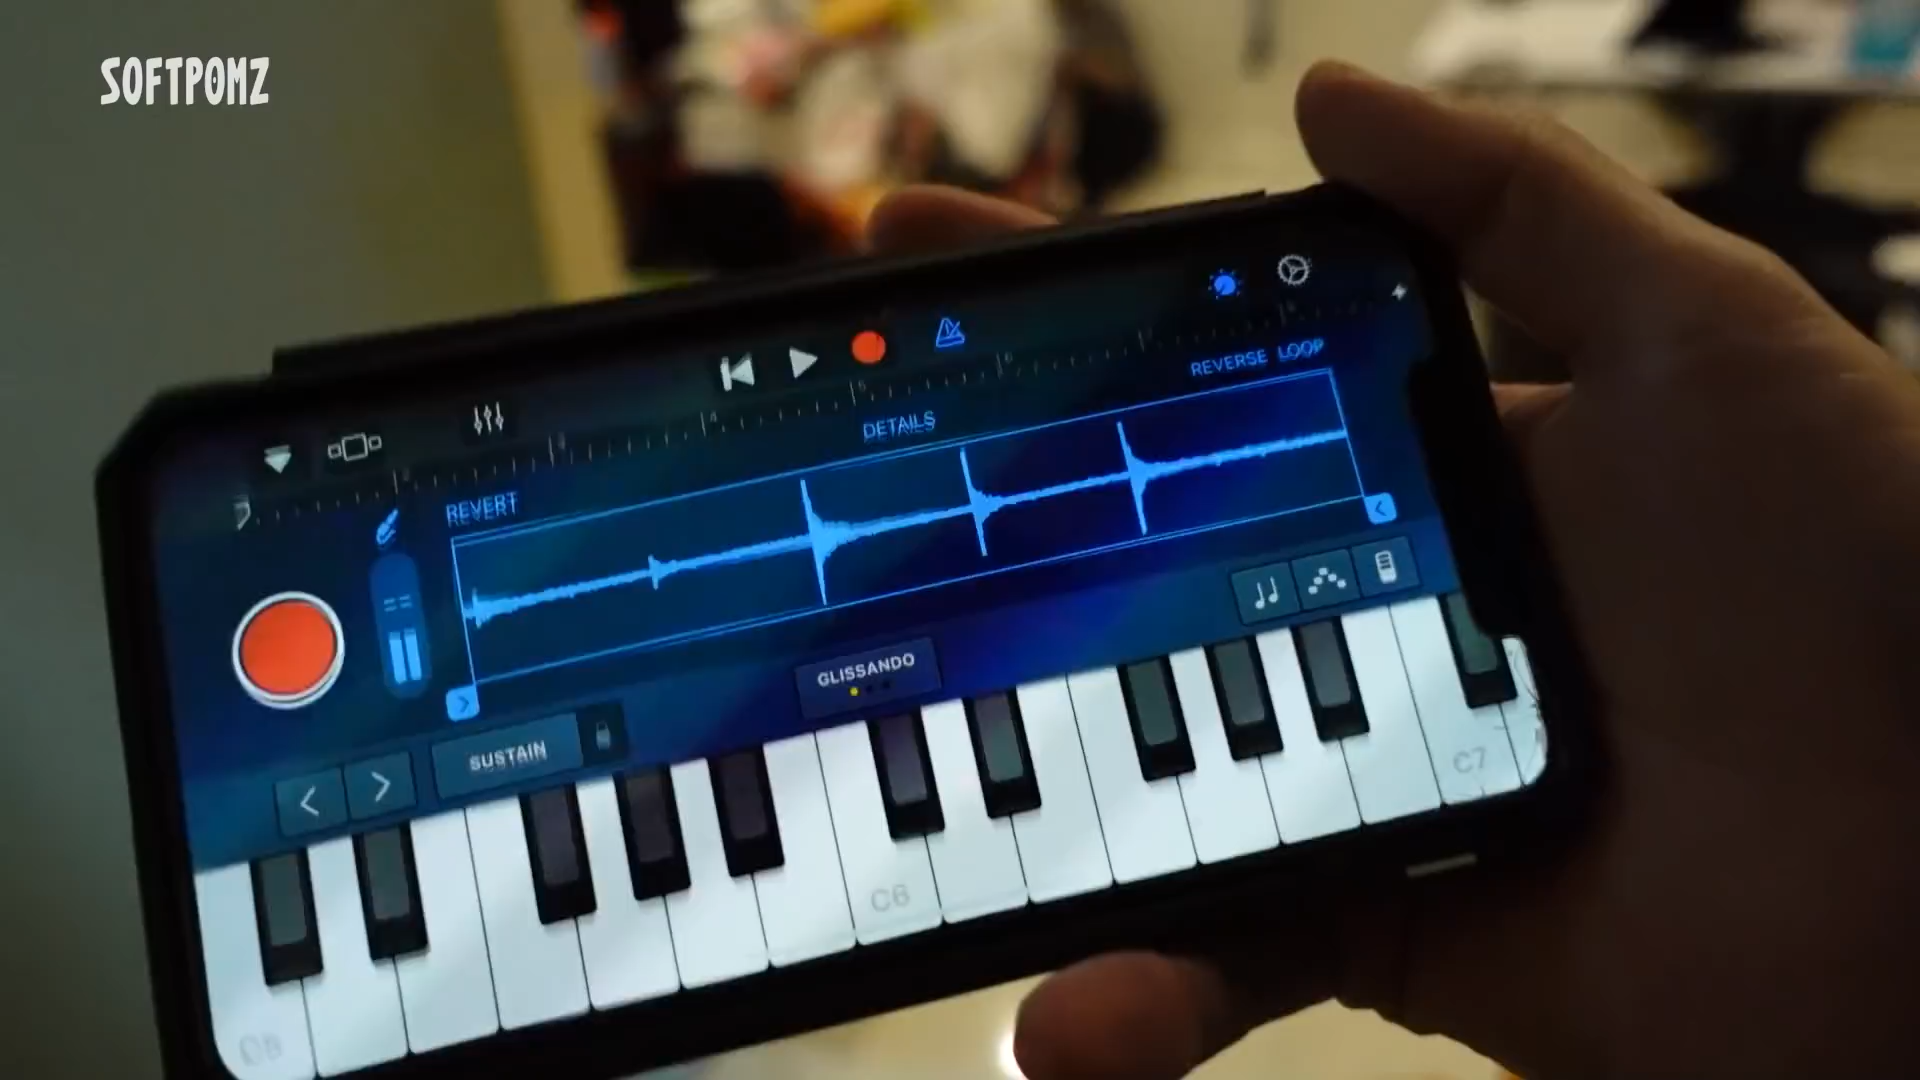 SOFTPOMZ
REVERSE LOOP
DETAILS
REVERT
GLISSANDO
SUSTAIN
C7
C6